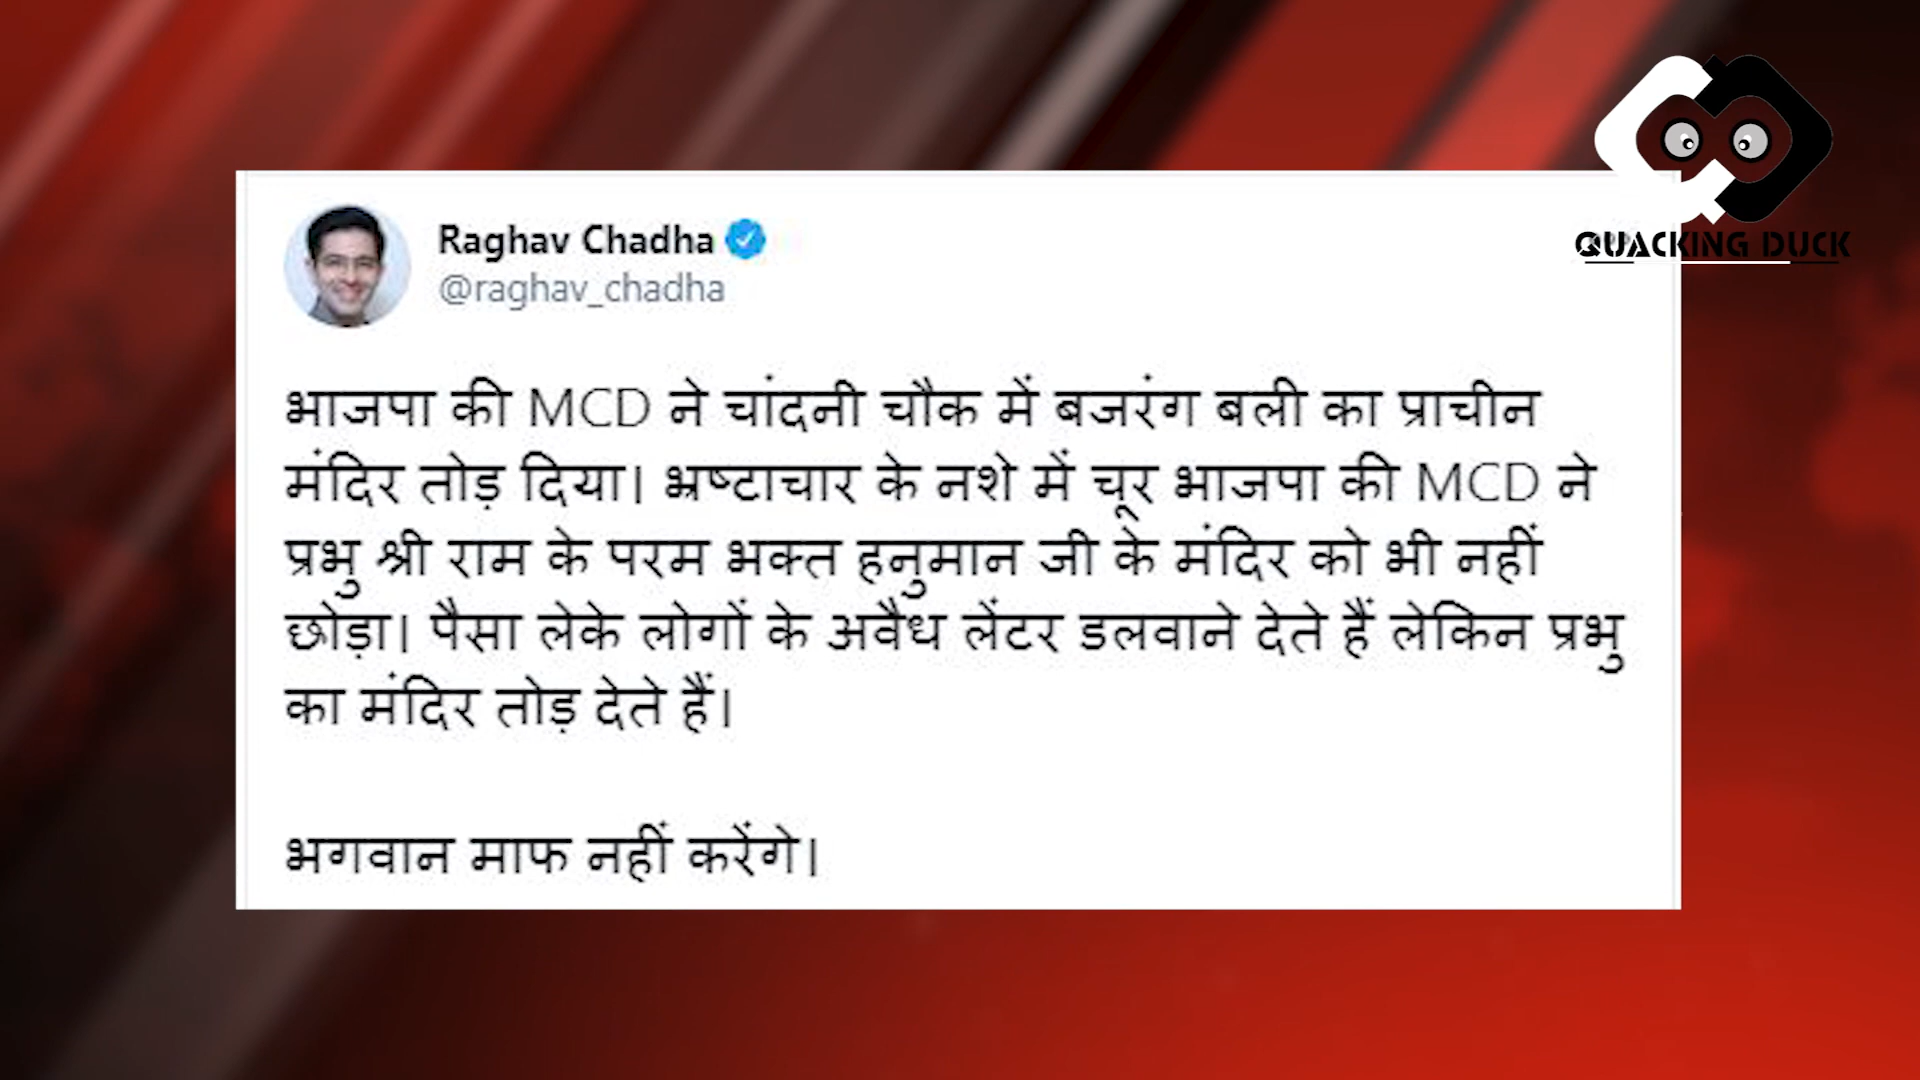 Raghav Chadha
@raghav_chadha
QUACKING DUCK
भाजपा की MCD ने चांदनी चौक में बजरंग बली का प्राचीन
मंदिर तोड़ दिया। भ्रष्टाचार के नशे में चूर भाजपा की MCD ने
प्रभु श्री राम के परम भक्त हनुमान जी के मंदिर को भी नहीं
छोड़ा। पैसा लेके लोगों के अवैध लेंटर डलवाने देते हैं लेकिन प्रभु
का मंदिर तोड़ देते हैं।
भगवान माफ नहीं करेंगे।